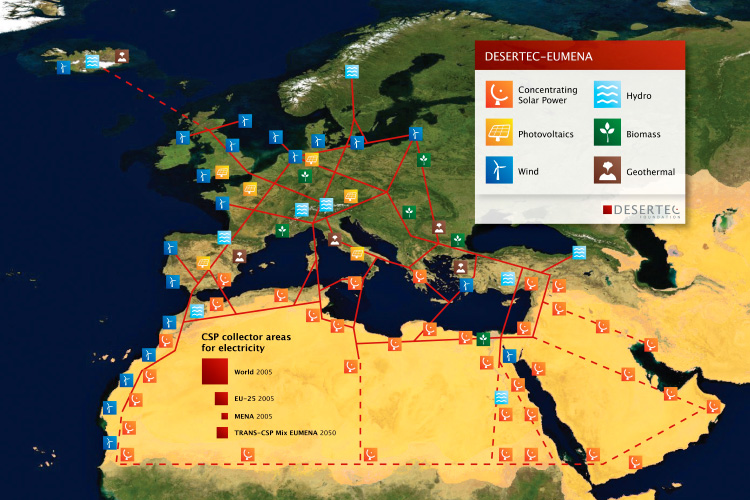 DESERTEC–EUMENA
Concentrating
Solar Power
Hydro
Photovoltaics
Biomass
Wind
Geothermal
DESERTEC
FOUNDATION
CSP collector areas
for electricity
World 2005
EU-25 2005
MENA 2005
TRANS-CSP Mix EUMENA 2050